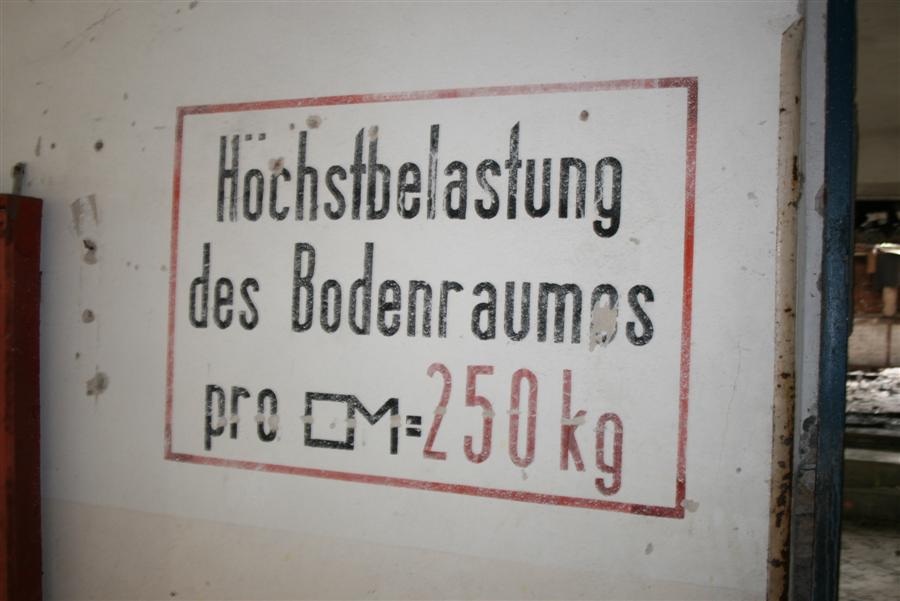 Höchstbelastung
des Bodenraumes
pro □M=250 kg